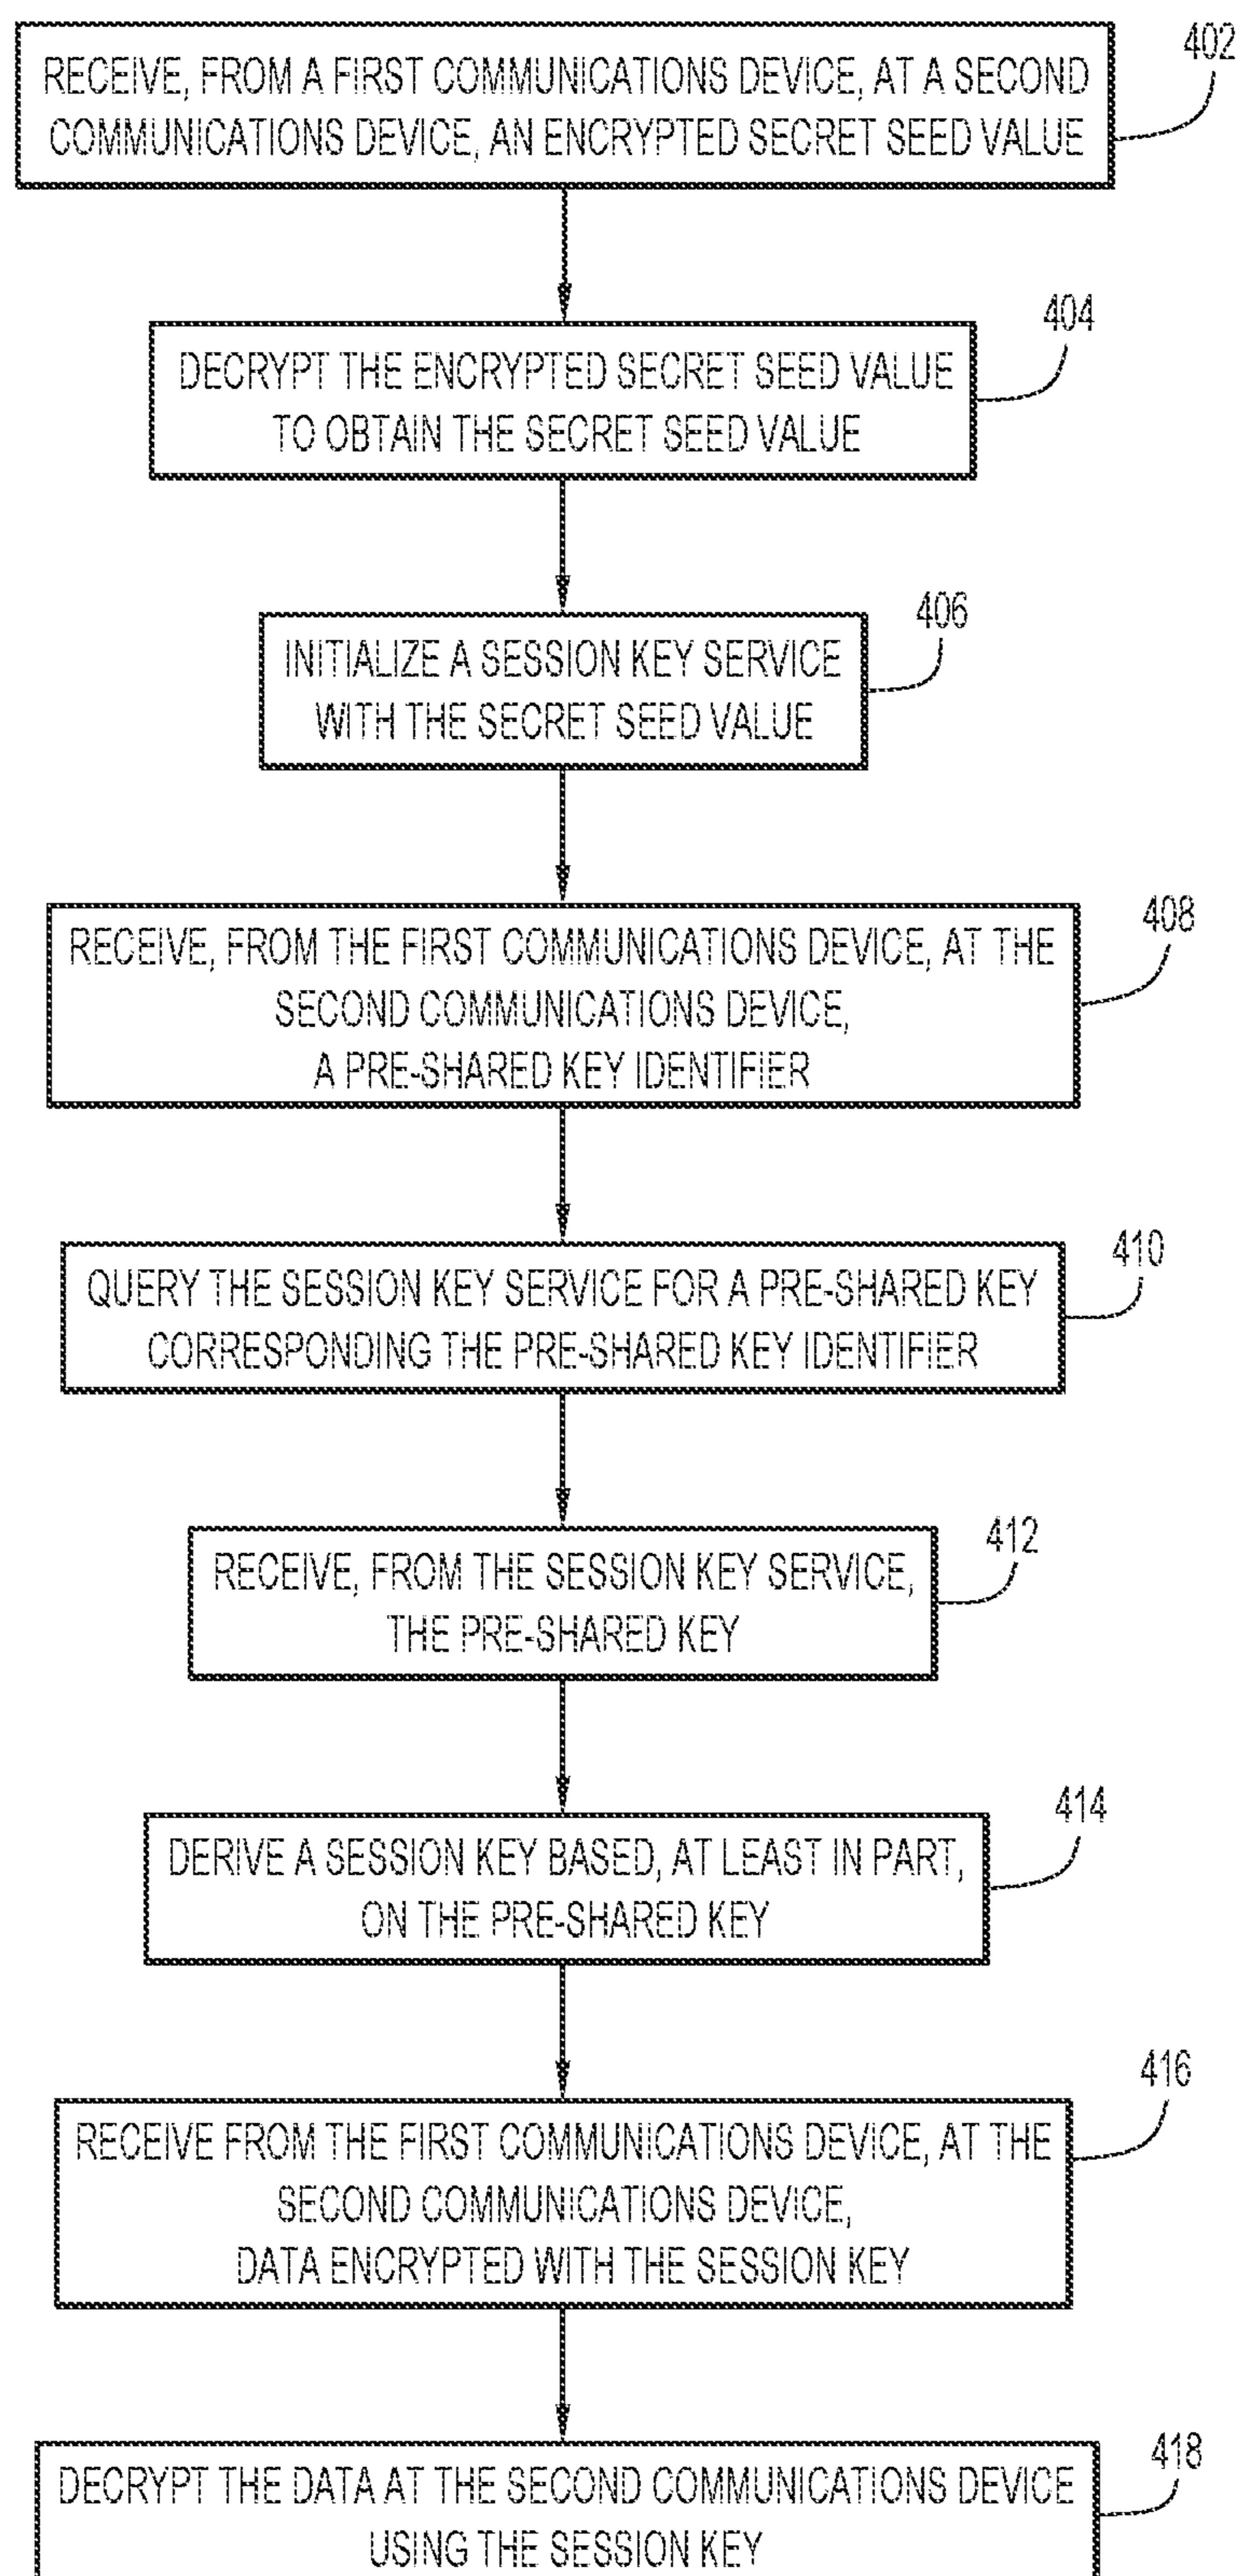 402
RECEIVE, FROM A FIRST COMMUNICATIONS DEVICE, AT A SECOND
COMMUNICATIONS DEVICE, AN ENCRYPTED SECRET SEED VALUE
404
DECRYPT THE ENCRYPTED SECRET SEED VALUE
TO OBTAIN THE SECRET SEED VALUE
406
INITIALIZE A SESSION KEY SERVICE
WITH THE SECRET SEED VALUE
408
RECEIVE, FROM THE FIRST COMMUNICATIONS DEVICE, AT THE
SECOND COMMUNICATIONS DEVICE,
A PRE-SHARED KEY IDENTIFIER
410
QUERY THE SESSION KEY SERVICE FOR A PRE-SHARED KEY
CORRESPONDING THE PRE-SHARED KEY IDENTIFIER
412
RECEIVE, FROM THE SESSION KEY SERVICE,
THE PRE-SHARED KEY
414
DERIVE A SESSION KEY BASED, AT LEAST IN PART,
ON THE PRE-SHARED KEY
416
RECEIVE FROM THE FIRST COMMUNICATIONS DEVICE, AT THE
SECOND COMMUNICATIONS DEVICE,
DATA ENCRYPTED WITH THE SESSION KEY
418
DECRYPT THE DATA AT THE SECOND COMMUNICATIONS DEVICE
USING THE SESSION KEY